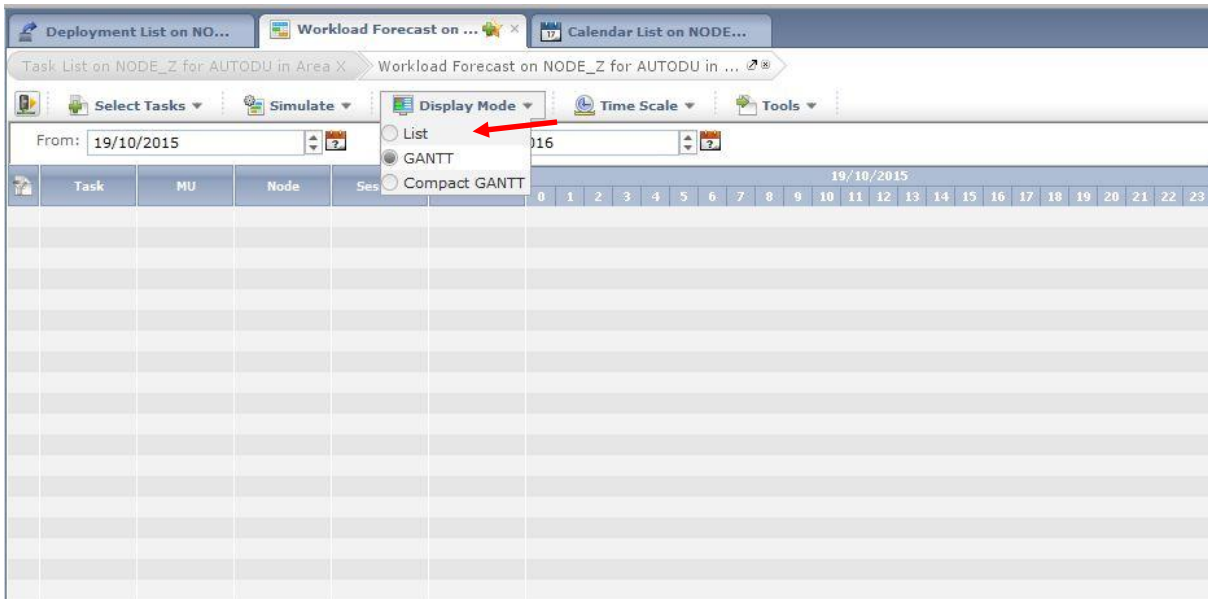 Deployment List on NO... Workload Forecast on ... Calendar List on NODE...
Task List on NODE_Z for AUTODU in Area X Workload Forecast on NODE_Z for AUTODU in ...
Select Tasks Simulate Display Mode Time Scale Tools
List
From: 19/10/2015 016
GANTT
Compact GANTT
19/10/2015
Task MU Node Ses
0 1 2 3 4 5 6 7 8 9 10 11 12 13 14 15 16 17 18 19 20 21 22 23